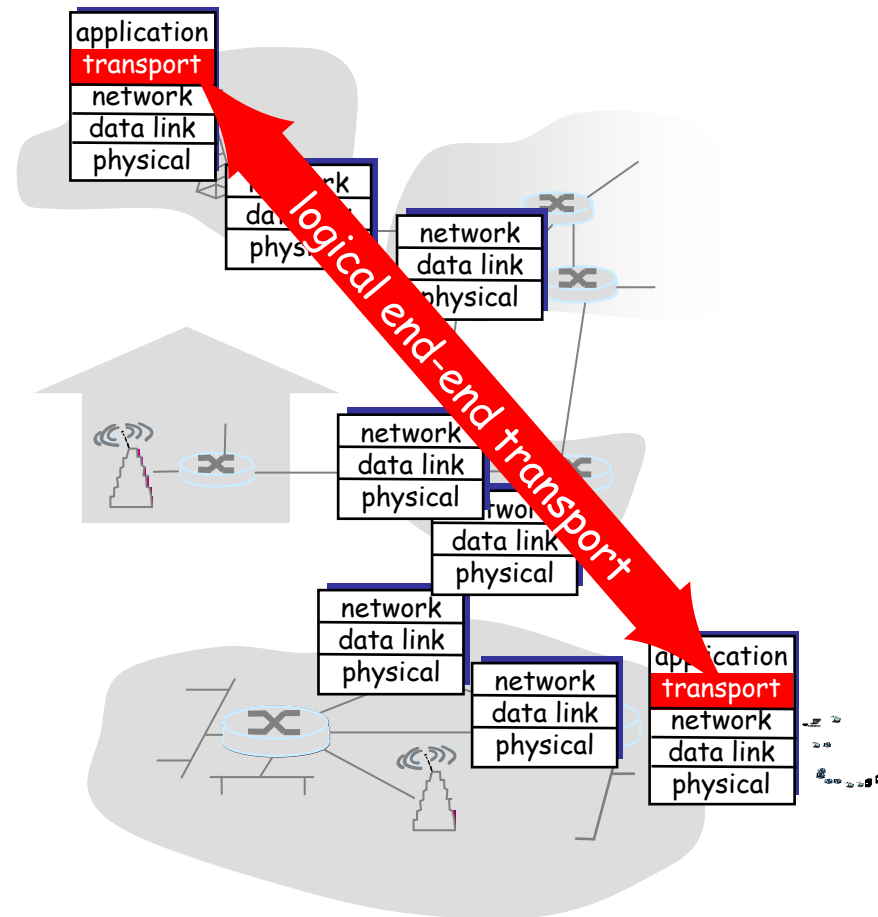 application
transport
network
data link
physical
physical
network
data link
physical
logical end-end transport
network
data link
physical
data link
physical
network
data link
physical
network
data link
physical
application
transport
network
data link
physical